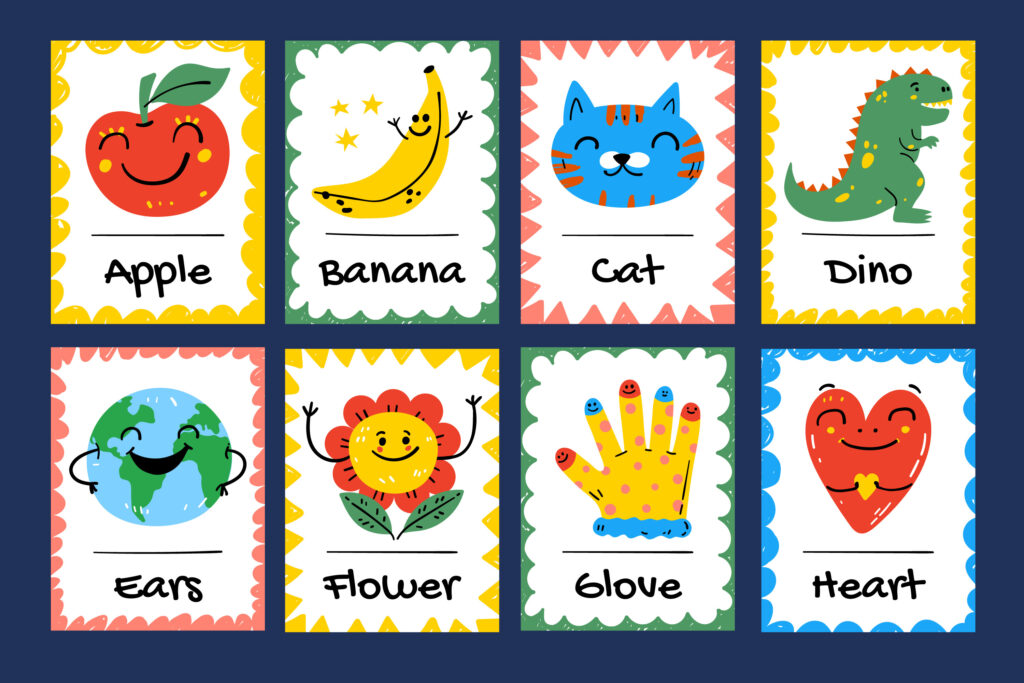 Apple
Banana
Cat
Dino
Ears
Flower
Glove
Heart